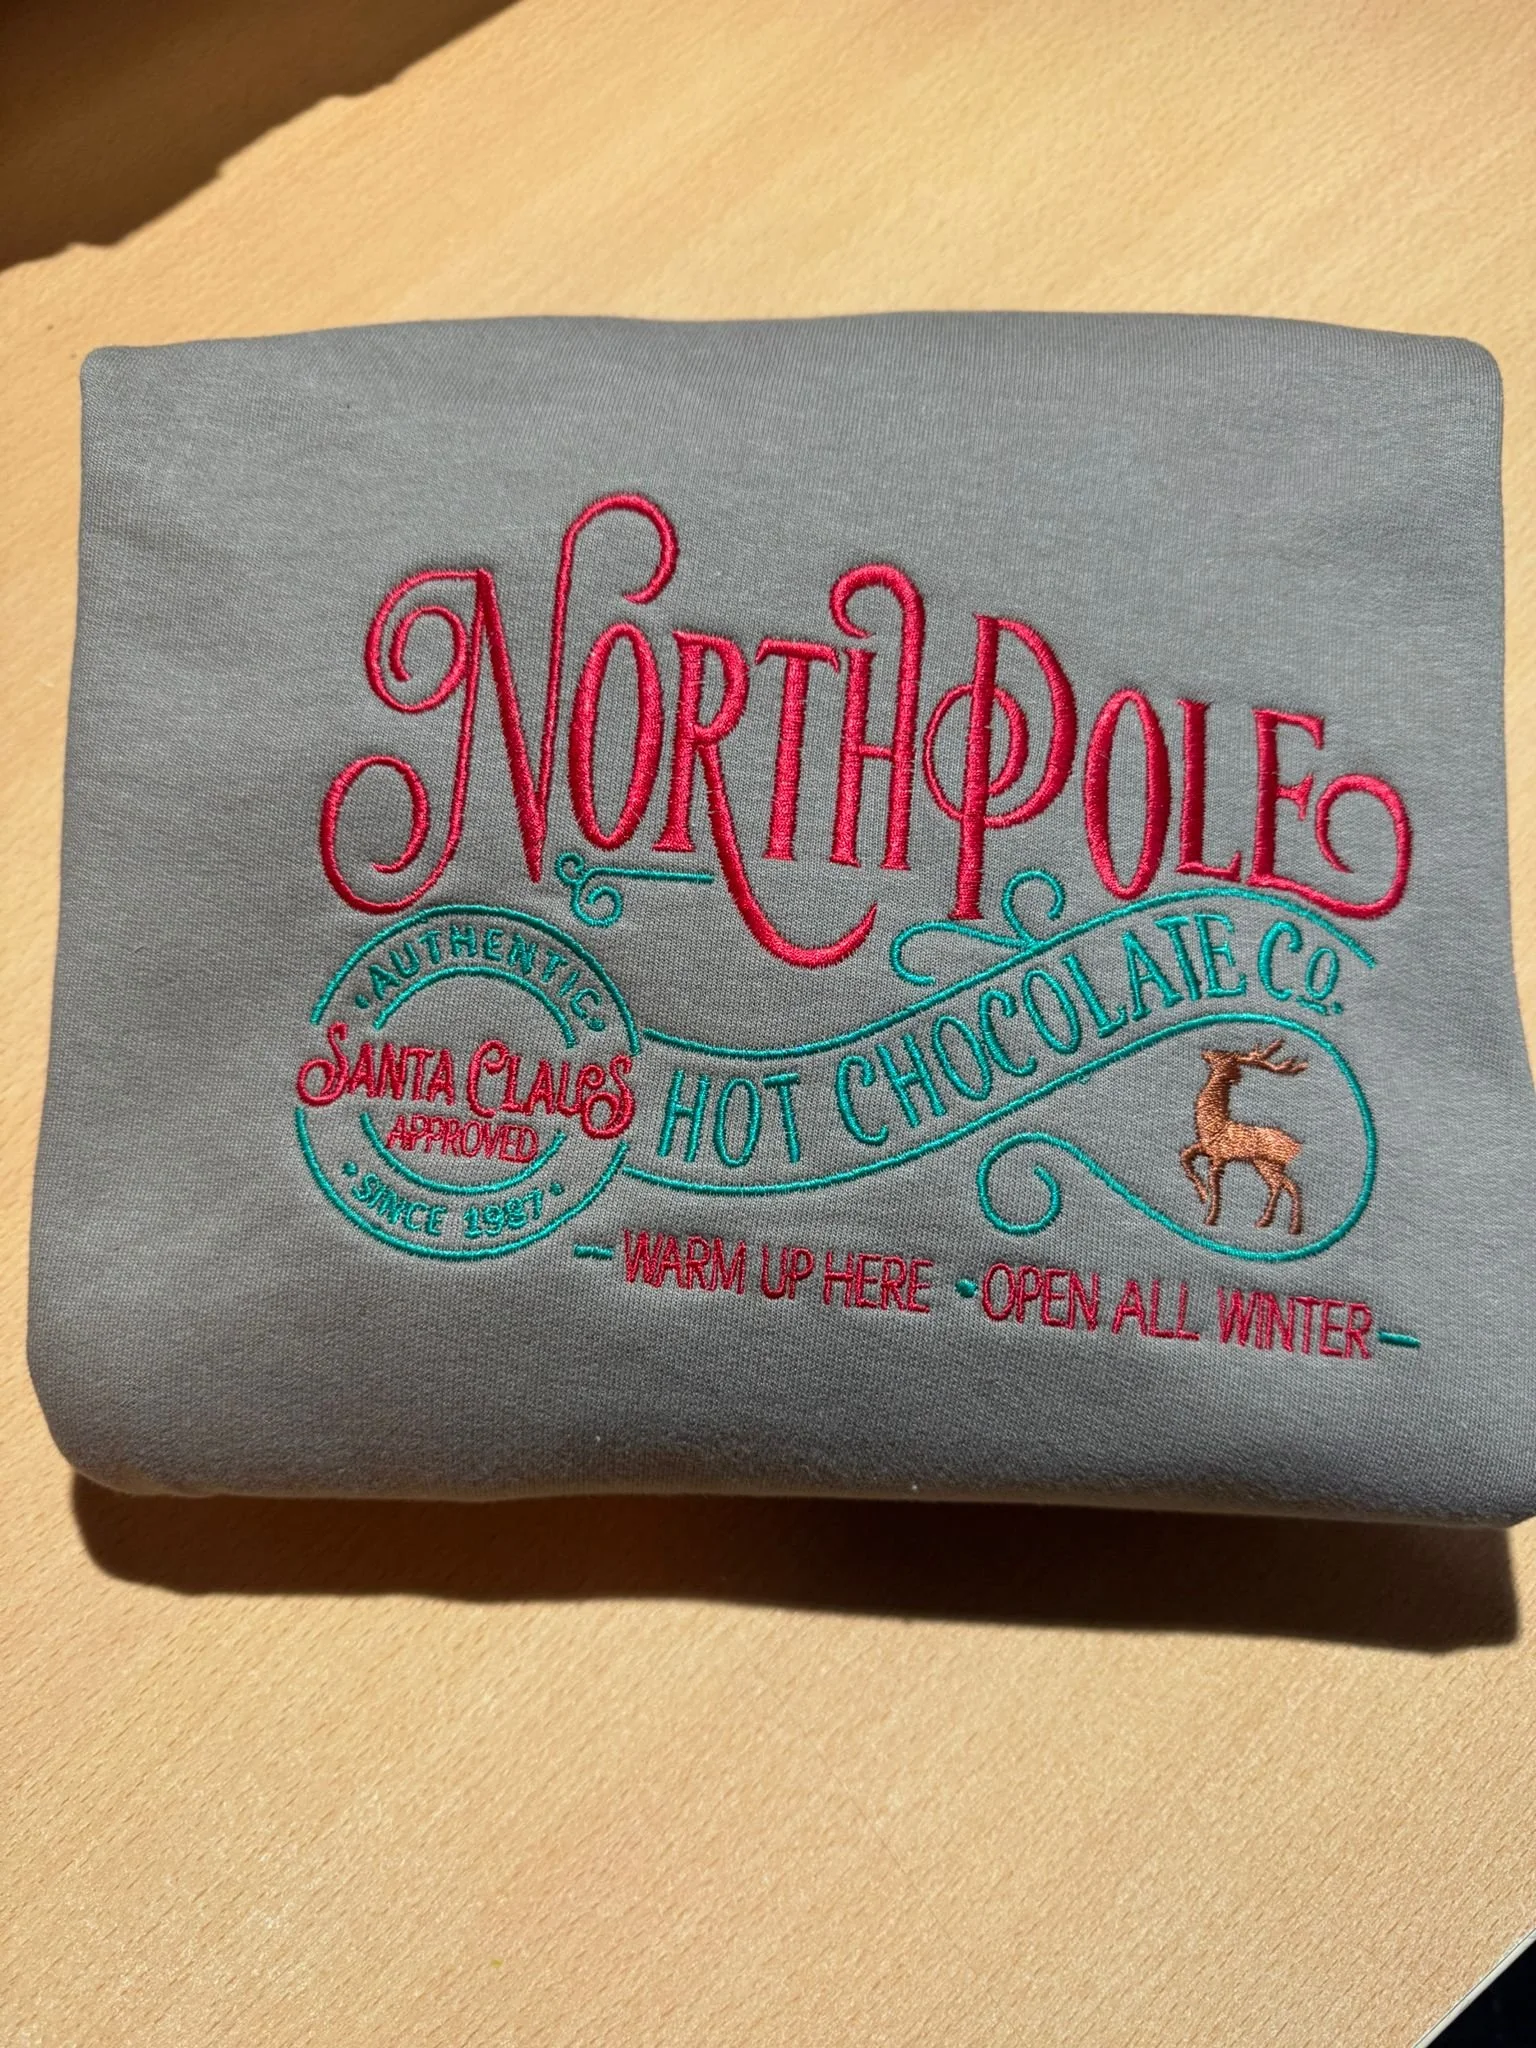 NORTH POLE
HOT CHOCOLATE CO.
AUTHENTIC
SANTA CLAUS
APPROVED
SINCE 1987
WARM UP HERE • OPEN ALL WINTER